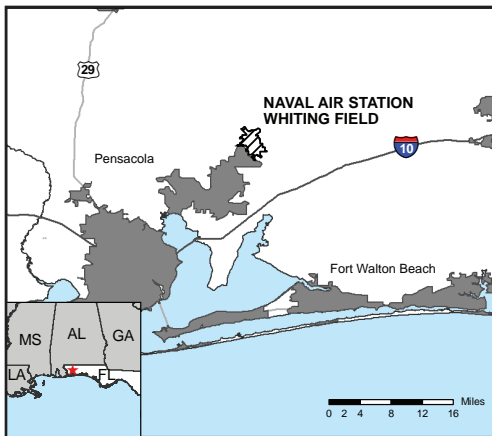 29
NAVAL AIR STATION
WHITING FIELD
10
Pensacola
Fort Walton Beach
MS
AL
GA
LA
FL
Miles
0 2 4 8 12 16